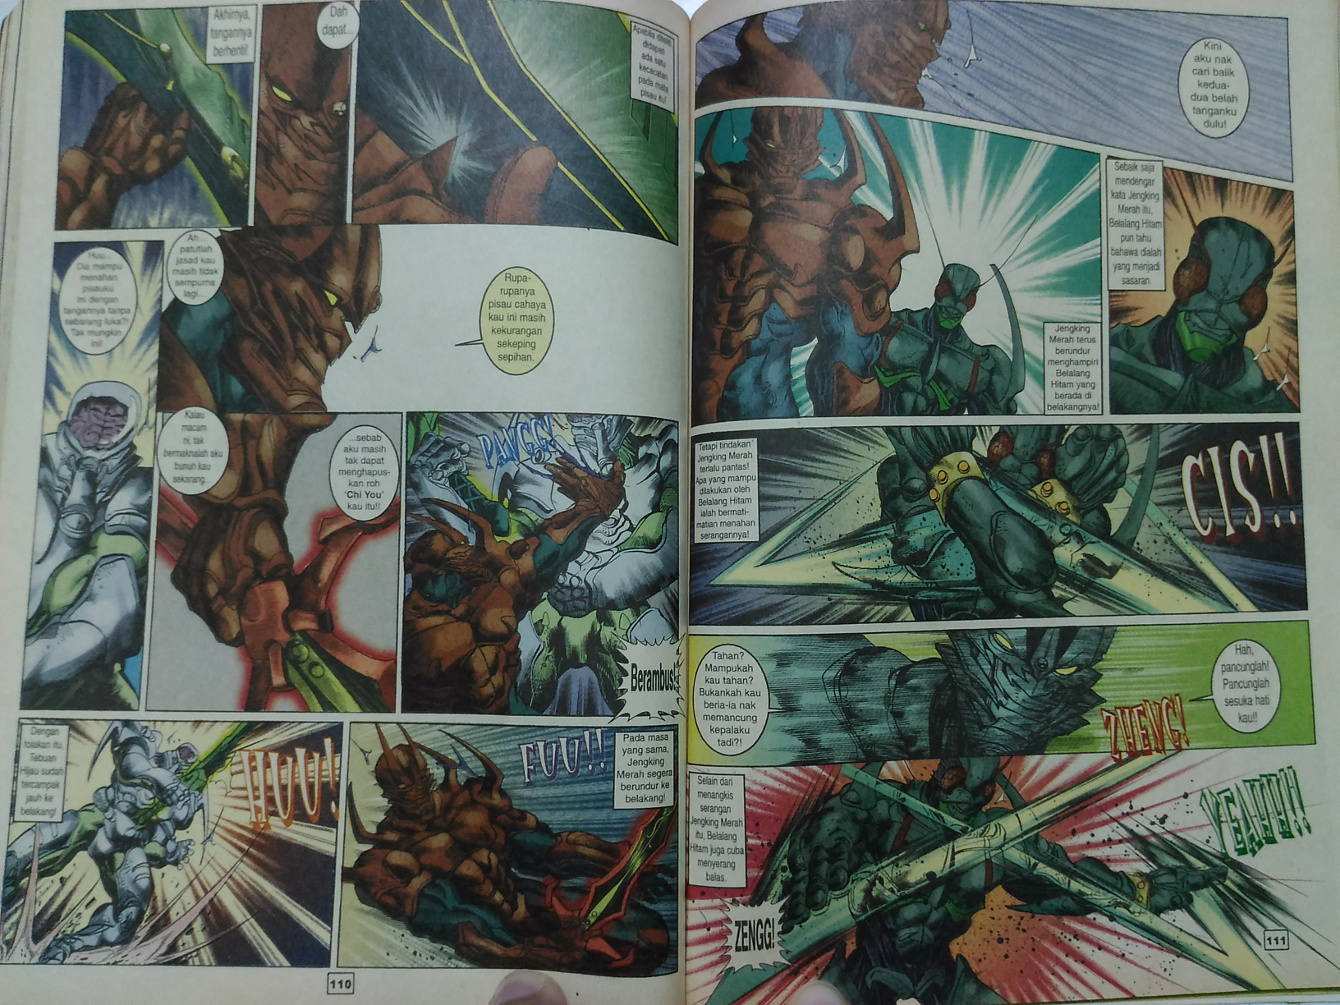 Akhirnya,
tangannya
berhenti!
Dah
dapat...
Apabila diteliti,
didapati
ada satu
kecacatan
pada mata
pisau itu!
Huu...
Dia mampu
menahan
pisauku
ini dengan
tangannya tanpa
sebarang luka?!
Tak mungkin
ini!
Ah,
patutlah
jasad kau
masih tidak
sempurna
lagi...
Rupa-
rupanya
pisau cahaya
kau ini masih
kekurangan
sekeping
sepihan.
Kalau
macam
ni, tak
bermaknalah aku
bunuh kau
sekarang...
...sebab
aku masih
tak dapat
menghapus-
kan roh
'Chi You'
kau itu!!
PANGG!
Berambus!
Dengan
tolakan itu,
Tebuan
Hijau sudah
tercampak
jauh ke
belakang!
HUU!
FUU!!
Pada masa
yang sama,
Jengking
Merah segera
berundur ke
belakang!
110
Kini
aku nak
cari balik
kedua-
dua belah
tanganku
dulu!
Jengking
Merah terus
berundur
menghampiri
Belalang
Hitam yang
berada di
belakangnya!
Sebaik saja
mendengar
kata Jengking
Merah itu,
Belalang Hitam
pun tahu
bahawa dialah
yang menjadi
sasaran.
Tetapi tindakan
Jengking Merah
terlalu pantas!
Apa yang mampu
dilakukan oleh
Belalang Hitam
ialah bermati-
matian menahan
serangannya!
CIS!!
Tahan?
Mampukah
kau tahan?
Bukankah kau
beria-ia nak
memancung
kepalaku
tadi?!
Hah,
pancunglah!
Pancunglah
sesuka hati
kau!!
ZHENG!
Selain dari
menangkis
serangan
Jengking Merah
itu, Belalang
Hitam juga cuba
menyerang
balas.
YEAHH!!
ZENGG!
111